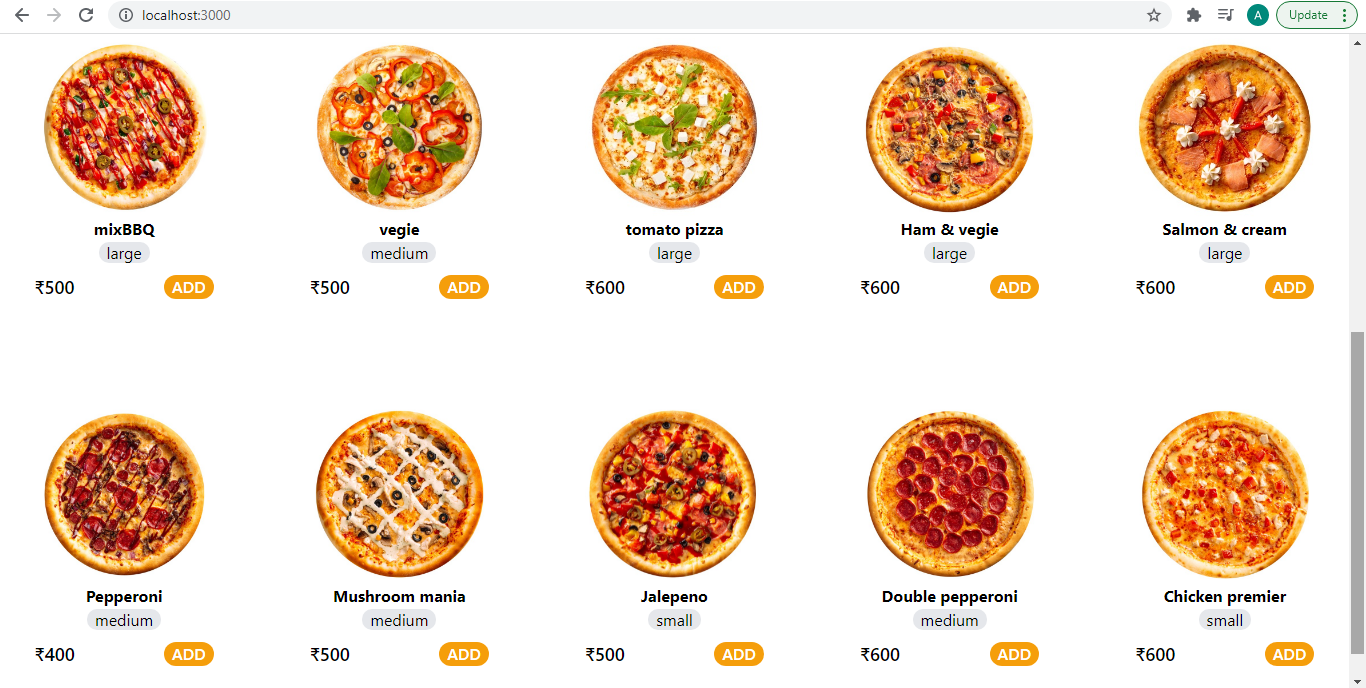 localhost:3000
A
Update
mixBBQ
large
₹500 ADD
vegie
medium
₹500 ADD
tomato pizza
large
₹600 ADD
Ham & vegie
large
₹600 ADD
Salmon & cream
large
₹600 ADD
Pepperoni
medium
₹400 ADD
Mushroom mania
medium
₹500 ADD
Jalepeno
small
₹500 ADD
Double pepperoni
medium
₹600 ADD
Chicken premier
small
₹600 ADD